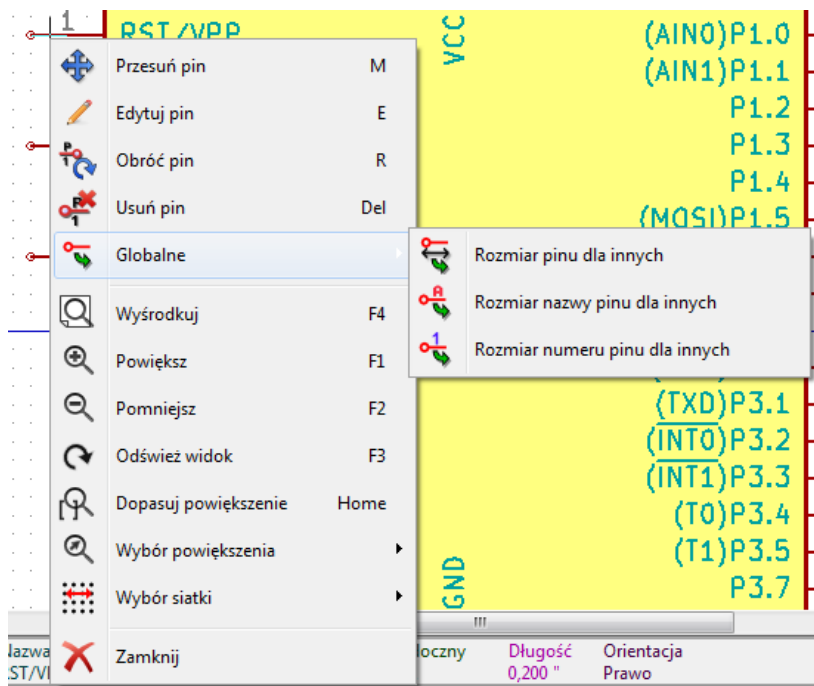 1
RST/VPP
VCC
(AIN0)P1.0
(AIN1)P1.1
P1.2
P1.3
P1.4
(MOSI)P1.5
Przesuń pin M
Edytuj pin E
Obróć pin R
Usuń pin Del
Globalne
Rozmiar pinu dla innych
Rozmiar nazwy pinu dla innych
Rozmiar numeru pinu dla innych
Wyśrodkuj F4
Powiększ F1
Pomniejsz F2
Odśwież widok F3
Dopasuj powiększenie Home
Wybór powiększenia
Wybór siatki
Zamknij
(TXD)P3.1
(INT0)P3.2
(INT1)P3.3
(T0)P3.4
(T1)P3.5
P3.7
GND
Długość Orientacja
0,200 " Prawo